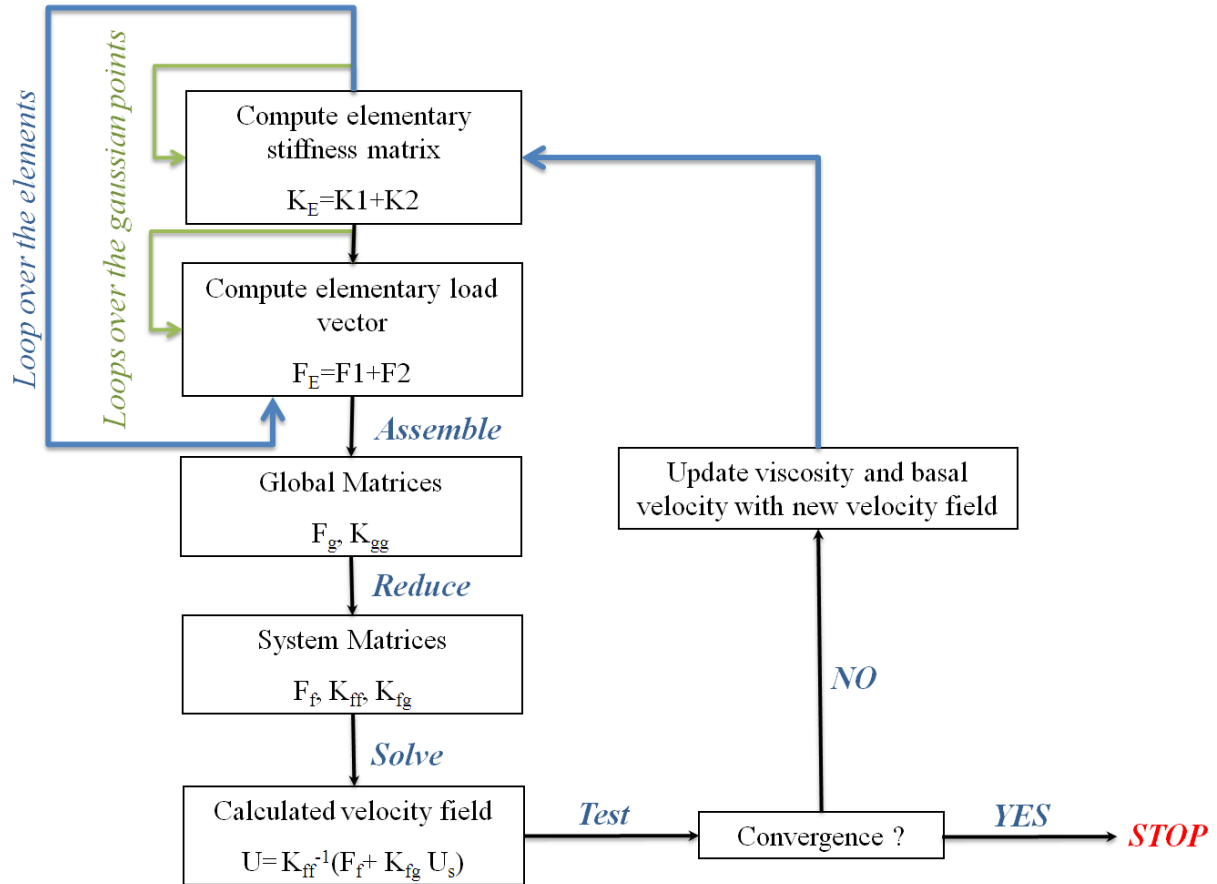 Loop over the elements
Loops over the gaussian points
Compute elementary
stiffness matrix
K_E=K1+K2
Compute elementary load
vector
F_E=F1+F2
Assemble
Global Matrices
F_g, K_gg
Reduce
System Matrices
F_f, K_ff, K_fg
Solve
Calculated velocity field
U= K_ff^-1(F_f+ K_fg U_s)
Test
Convergence ?
NO
Update viscosity and basal
velocity with new velocity field
YES
STOP